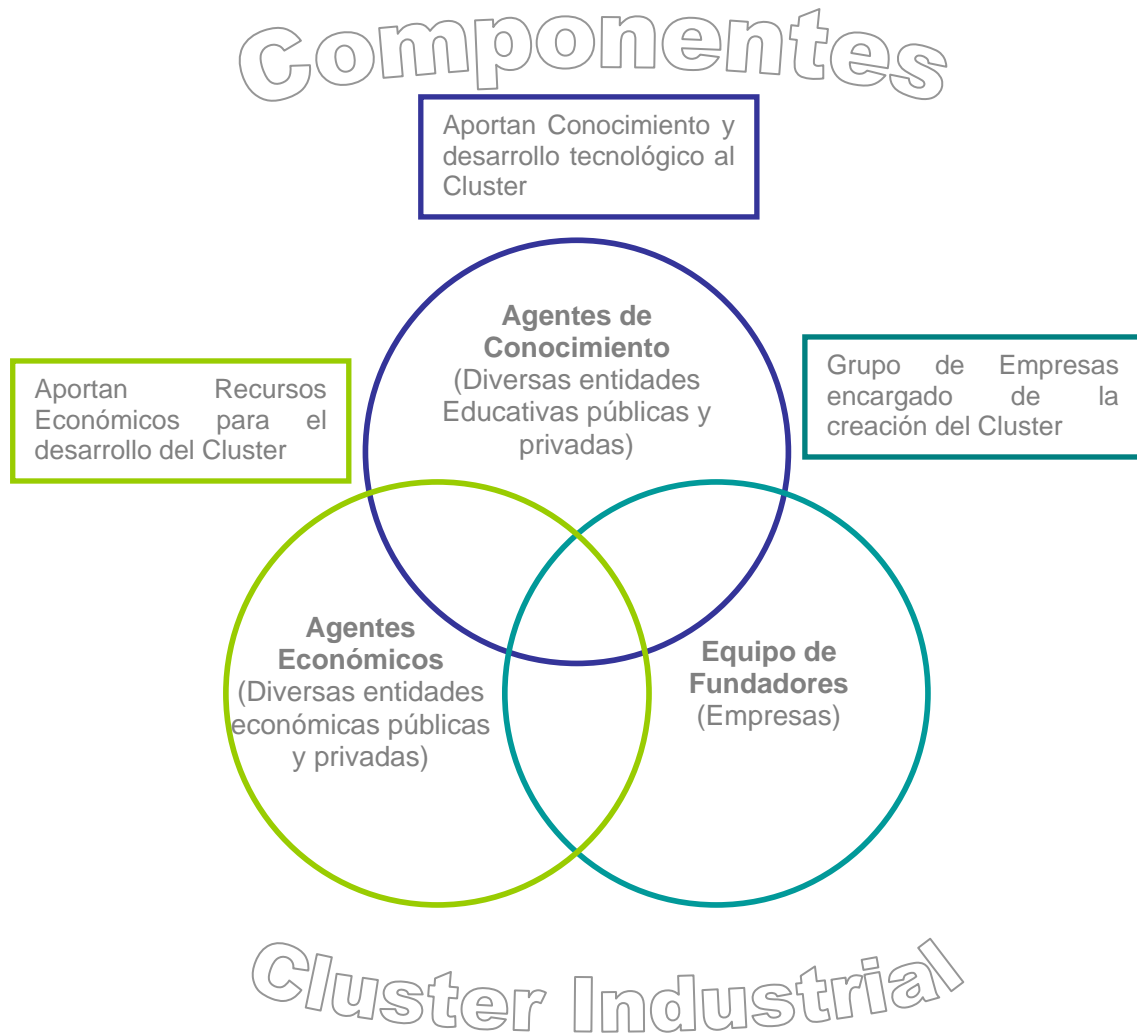 Componentes
Aportan Conocimiento y
desarrollo tecnológico al
Cluster
Agentes de
Conocimiento
(Diversas entidades
Educativas públicas y
privadas)
Aportan Recursos
Económicos para el
desarrollo del Cluster
Grupo de Empresas
encargado de la
creación del Cluster
Agentes
Económicos
(Diversas entidades
económicas públicas
y privadas)
Equipo de
Fundadores
(Empresas)
Cluster Industrial